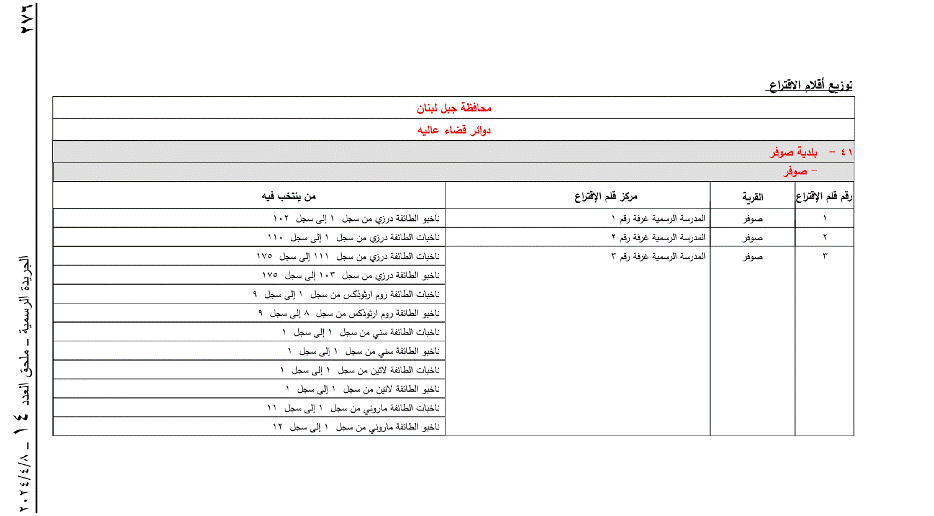 ٢٧٦
الجريدة الرسمية – ملحق العدد ١٤ – ٢٠٢٤/٤/٨
توزيع أقلام الاقتراع
محافظة جبل لبنان
دوائر قضاء عاليه
٤١ - بلدية صوفر
- صوفر
رقم قلم الإقتراع القرية مركز قلم الإقتراع من ينتخب فيه
١ صوفر المدرسة الرسمية غرفة رقم ١ ناخبو الطائفة درزي من سجل ١ إلى سجل ١٠٢
٢ صوفر المدرسة الرسمية غرفة رقم ٢ ناخبات الطائفة درزي من سجل ١ إلى سجل ١١٠
٣ صوفر المدرسة الرسمية غرفة رقم ٣ ناخبات الطائفة درزي من سجل ١١١ إلى سجل ١٧٥
ناخبو الطائفة درزي من سجل ١٠٣ إلى سجل ١٧٥
ناخبات الطائفة روم ارثوذكس من سجل ١ إلى سجل ٩
ناخبو الطائفة روم ارثوذكس من سجل ٨ إلى سجل ٩
ناخبات الطائفة سني من سجل ١ إلى سجل ١
ناخبو الطائفة سني من سجل ١ إلى سجل ١
ناخبات الطائفة لاتين من سجل ١ إلى سجل ١
ناخبو الطائفة لاتين من سجل ١ إلى سجل ١
ناخبات الطائفة ماروني من سجل ١ إلى سجل ١١
ناخبو الطائفة ماروني من سجل ١ إلى سجل ١٢